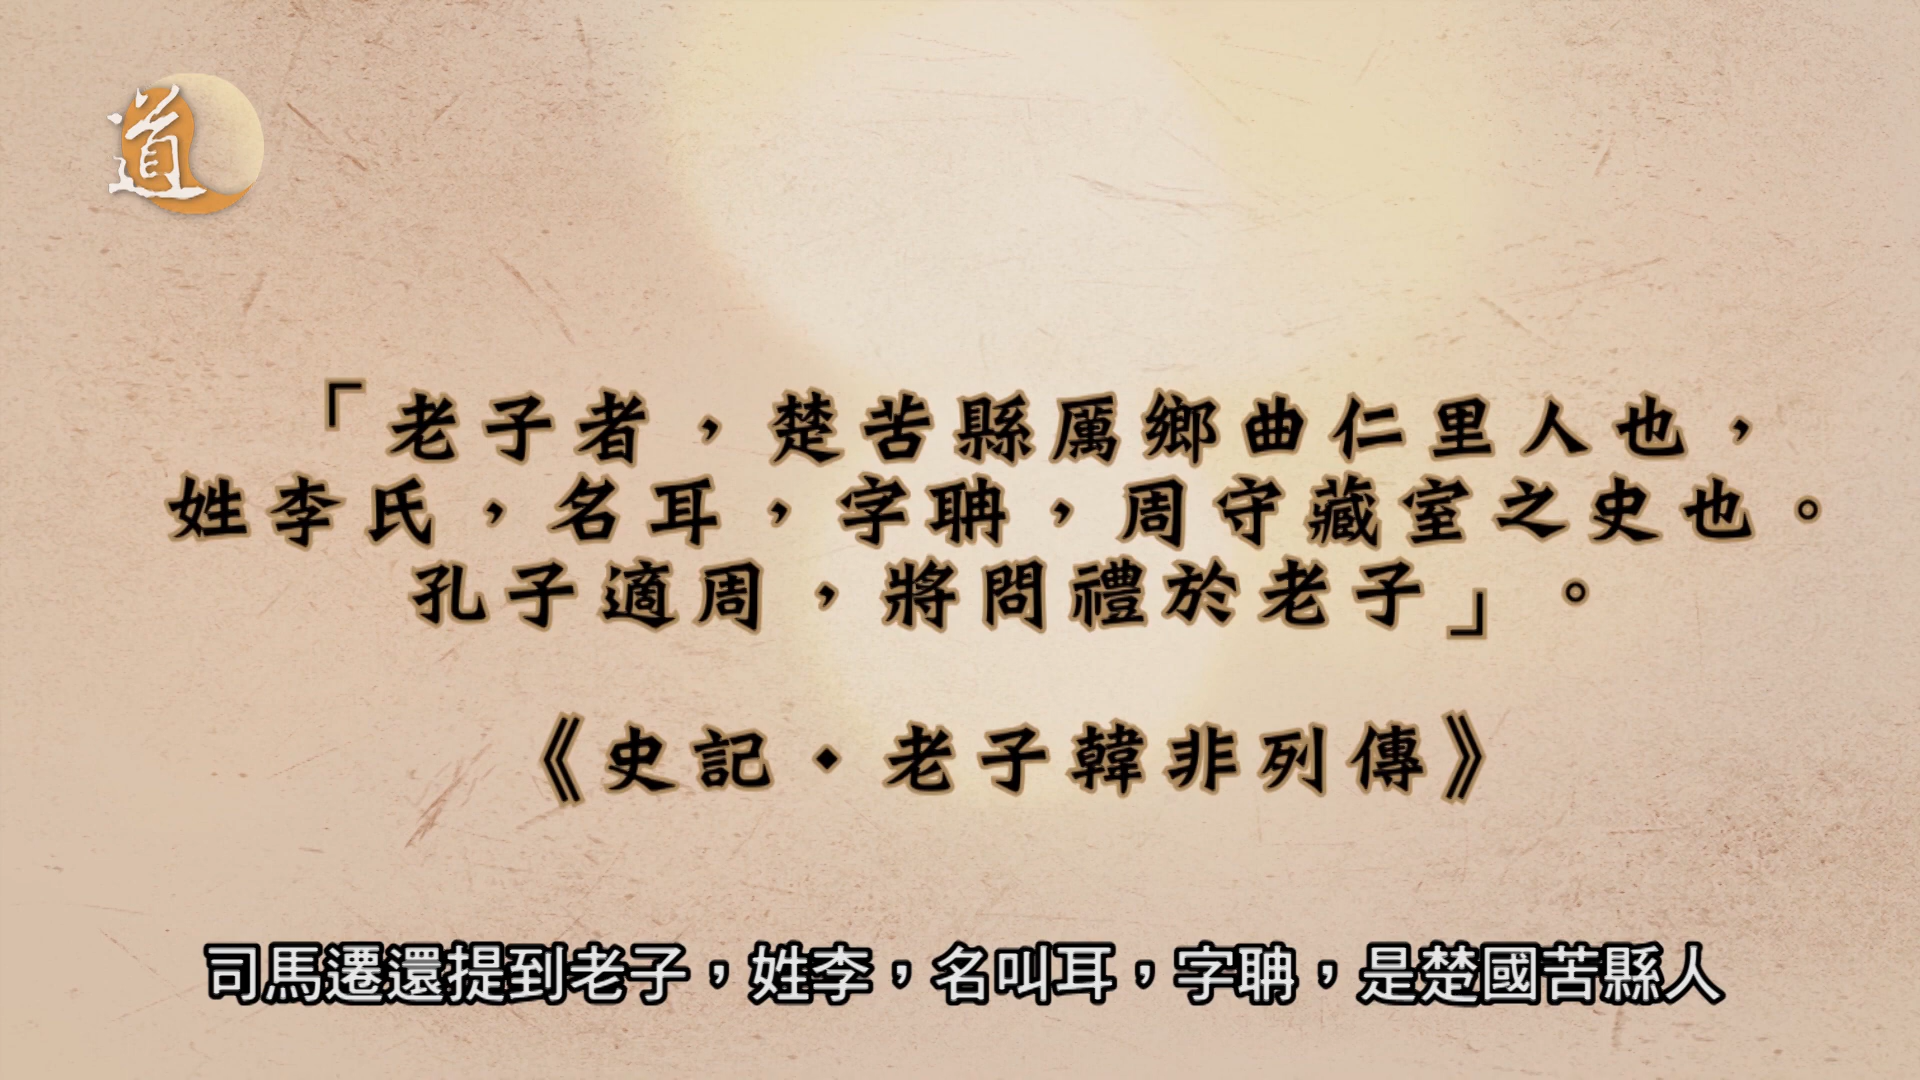 道
「老子者，楚苦縣厲鄉曲仁里人也，
姓李氏，名耳，字聃，周守藏室之史也。
孔子適周，將問禮於老子」。
《史記·老子韓非列傳》
司馬遷還提到老子，姓李，名叫耳，字聃，是楚國苦縣人